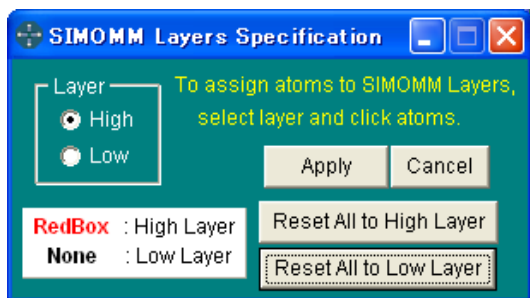 SIMOMM Layers Specification
Layer
High
Low
To assign atoms to SIMOMM Layers,
select layer and click atoms.
Apply Cancel
RedBox : High Layer
None : Low Layer
Reset All to High Layer
Reset All to Low Layer